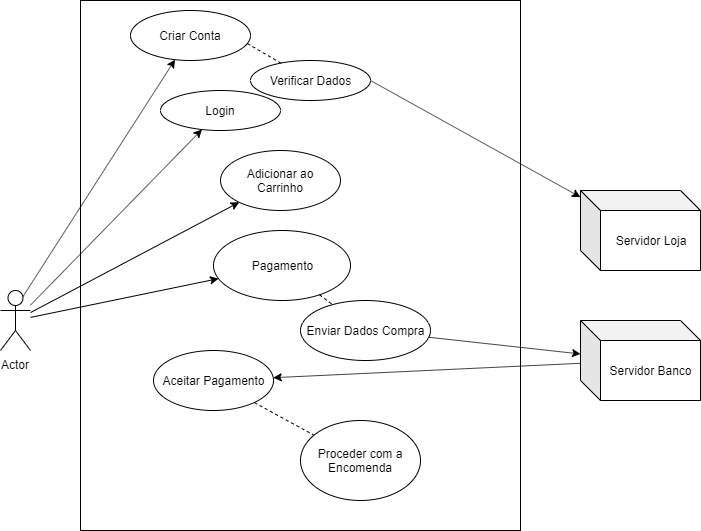 Criar Conta
Verificar Dados
Login
Adicionar ao
Carrinho
Servidor Loja
Pagamento
Enviar Dados Compra
Actor
Aceitar Pagamento
Servidor Banco
Proceder com a
Encomenda